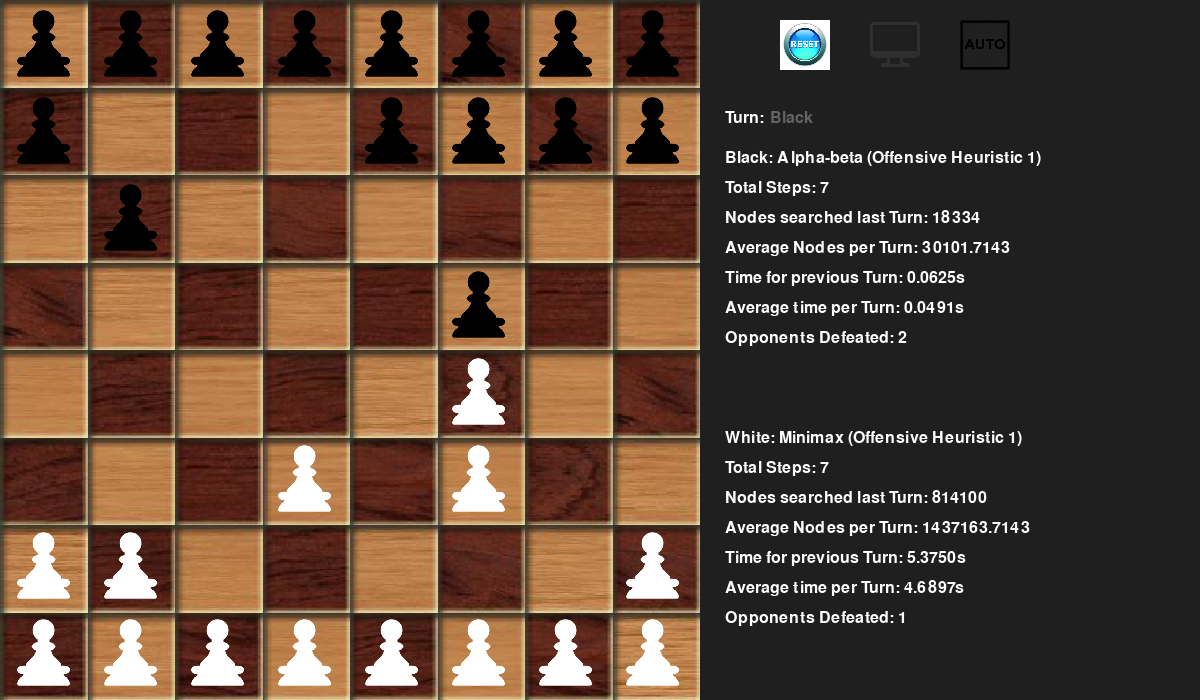 RESET
AUTO
Turn: Black
Black: Alpha-beta (Offensive Heuristic 1)
Total Steps: 7
Nodes searched last Turn: 18334
Average Nodes per Turn: 30101.7143
Time for previous Turn: 0.0625s
Average time per Turn: 0.0491s
Opponents Defeated: 2
White: Minimax (Offensive Heuristic 1)
Total Steps: 7
Nodes searched last Turn: 814100
Average Nodes per Turn: 1437163.7143
Time for previous Turn: 5.3750s
Average time per Turn: 4.6897s
Opponents Defeated: 1